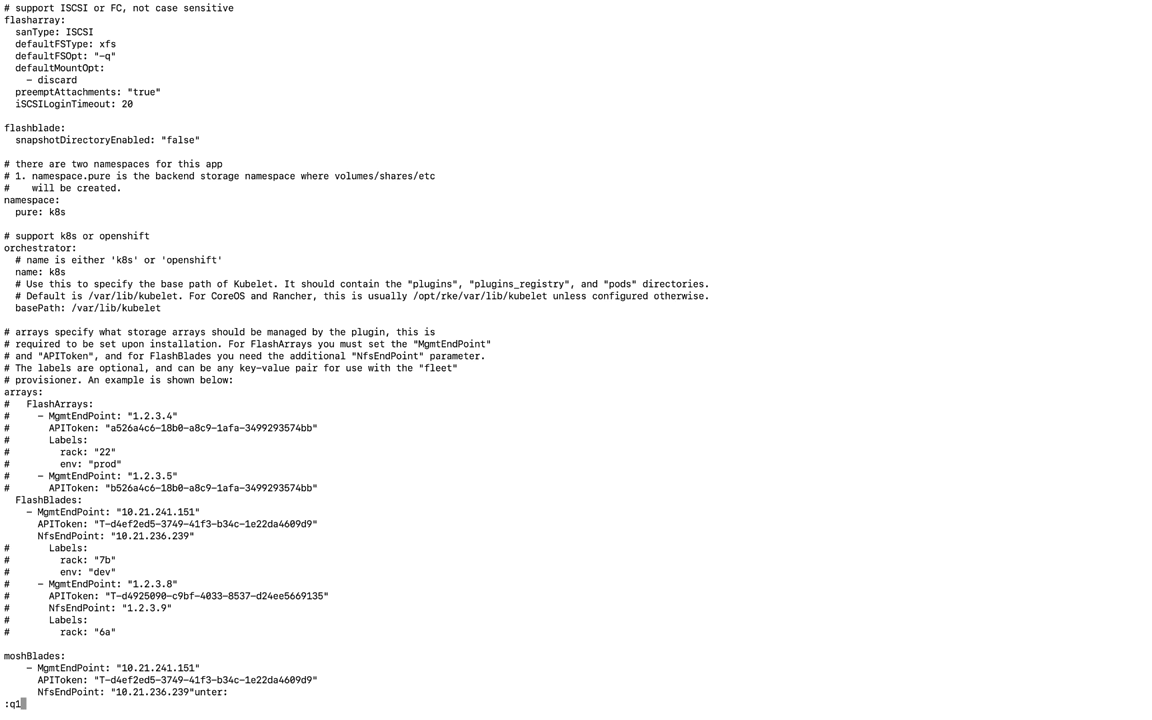 # support ISCSI or FC, not case sensitive
flasharray:
  sanType: ISCSI
  defaultFSType: xfs
  defaultFSOpt: "-q"
  defaultMountOpt:
    - discard
  preemptAttachments: "true"
  iSCSILoginTimeout: 20

flashblade:
  snapshotDirectoryEnabled: "false"

# there are two namespaces for this app
# 1. namespace.pure is the backend storage namespace where volumes/shares/etc
#    will be created.
namespace:
  pure: k8s

# support k8s or openshift
orchestrator:
  # name is either 'k8s' or 'openshift'
  name: k8s
  # Use this to specify the base path of Kubelet. It should contain the "plugins", "plugins_registry", and "pods" directories.
  # Default is /var/lib/kubelet. For CoreOS and Rancher, this is usually /opt/rke/var/lib/kubelet unless configured otherwise.
  basePath: /var/lib/kubelet

# arrays specify what storage arrays should be managed by the plugin, this is
# required to be set upon installation. For FlashArrays you must set the "MgmtEndPoint"
# and "APIToken", and for FlashBlades you need the additional "NfsEndPoint" parameter.
# The labels are optional, and can be any key-value pair for use with the "fleet"
# provisioner. An example is shown below:
arrays:
#   FlashArrays:
#     - MgmtEndPoint: "1.2.3.4"
#       APIToken: "a526a4c6-18b0-a8c9-1afa-3499293574bb"
#       Labels:
#         rack: "22"
#         env: "prod"
#     - MgmtEndPoint: "1.2.3.5"
#       APIToken: "b526a4c6-18b0-a8c9-1afa-3499293574bb"
  FlashBlades:
    - MgmtEndPoint: "10.21.241.151"
      APIToken: "T-d4ef2ed5-3749-41f3-b34c-1e22da4609d9"
      NfsEndPoint: "10.21.236.239"
#       Labels:
#         rack: "7b"
#         env: "dev"
#     - MgmtEndPoint: "1.2.3.8"
#       APIToken: "T-d4925090-c9bf-4033-8537-d24ee5669135"
#       NfsEndPoint: "1.2.3.9"
#       Labels:
#         rack: "6a"

moshBlades:
    - MgmtEndPoint: "10.21.241.151"
      APIToken: "T-d4ef2ed5-3749-41f3-b34c-1e22da4609d9"
      NfsEndPoint: "10.21.236.239"unter:
:q1